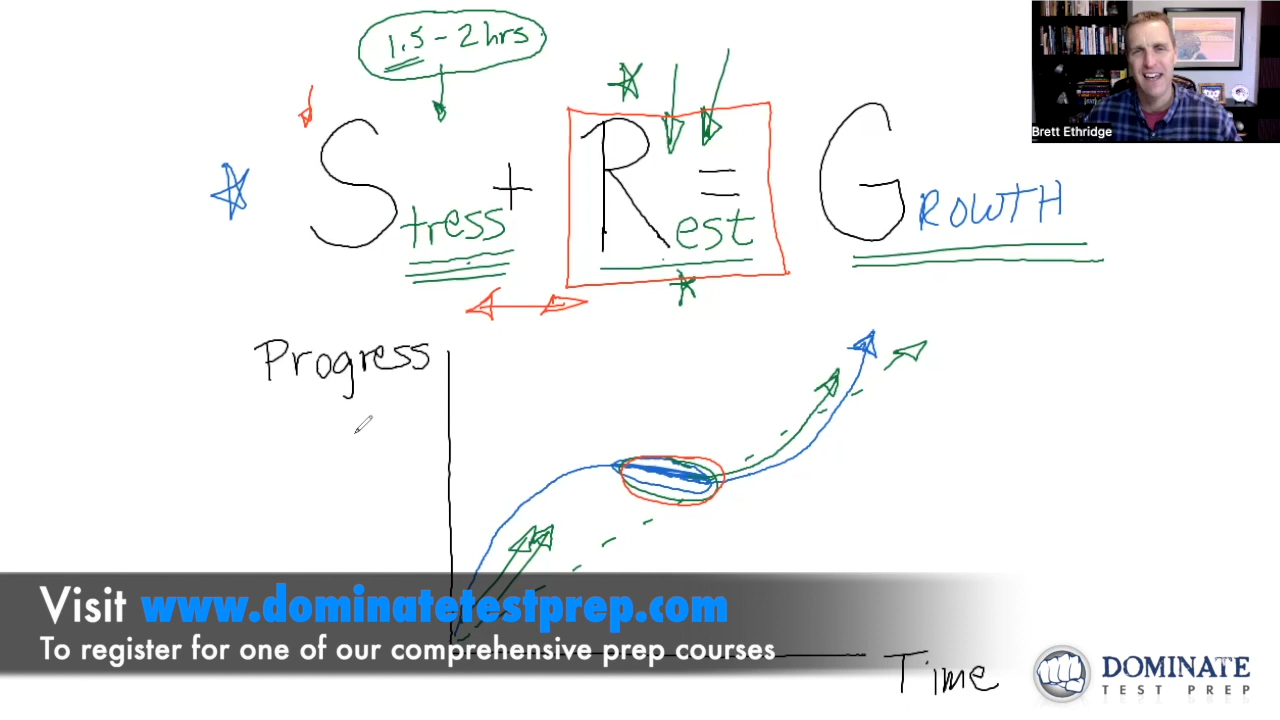 1.5 - 2 hrs
Brett Ethridge
Stress + Rest = GROWTH
Progress
Visit www.dominatetestprep.com
To register for one of our comprehensive prep courses
Time
DOMINATE
TEST PREP